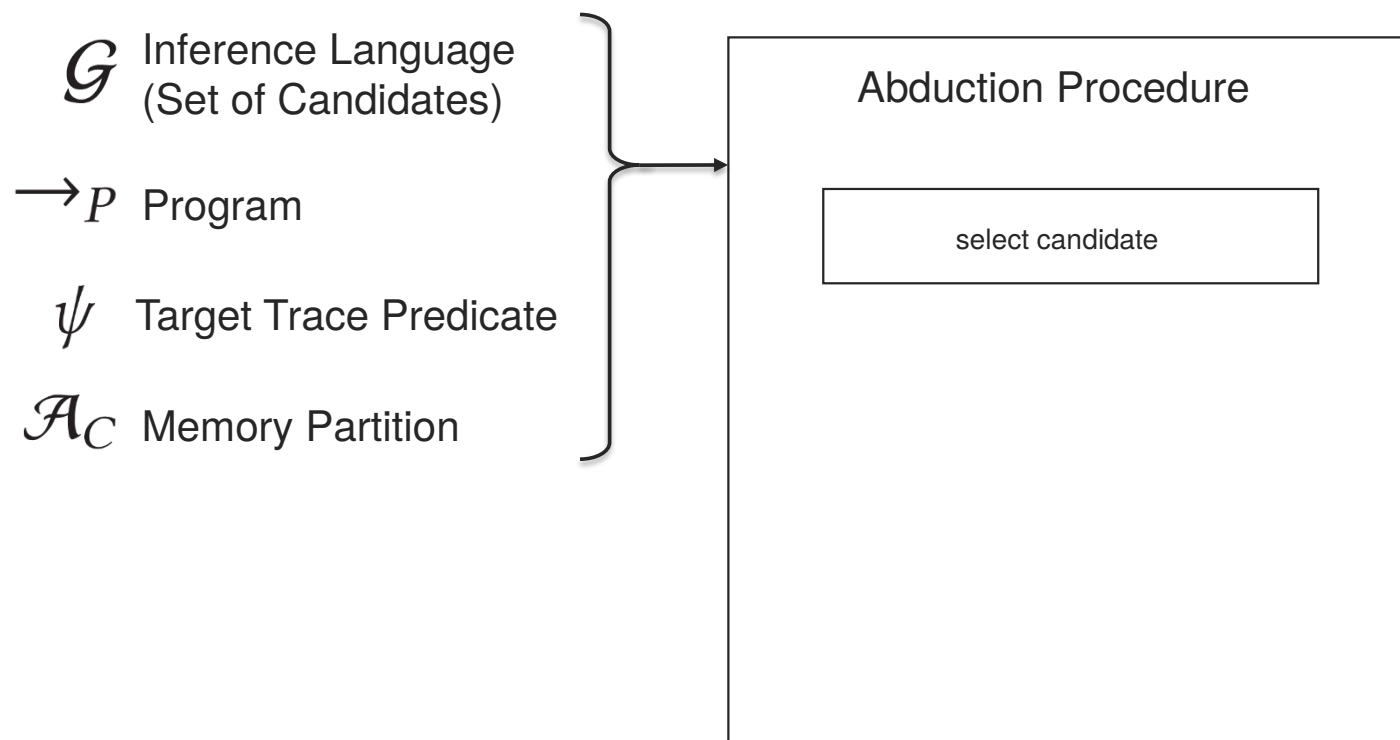 𝒢 Inference Language
(Set of Candidates)
→P Program
ψ Target Trace Predicate
𝒜C Memory Partition
Abduction Procedure
select candidate